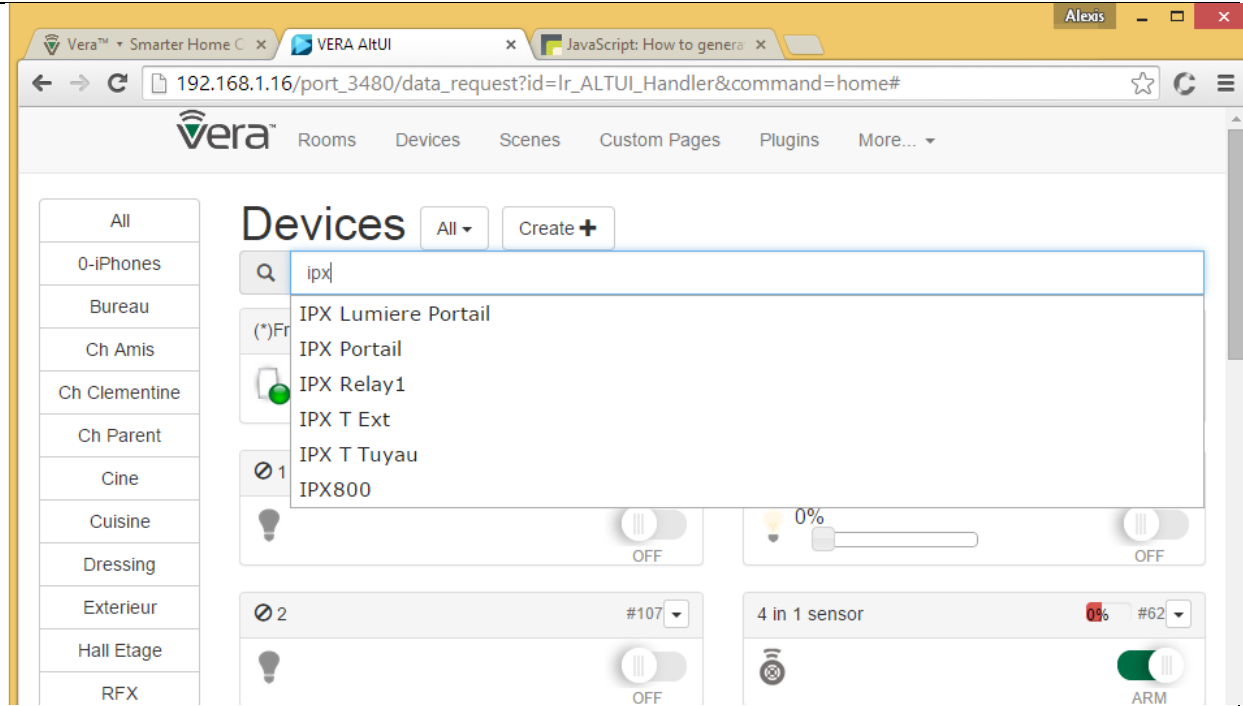 Alexis
Vera™ ▾ Smarter Home C
VERA AltUI
JavaScript: How to genera
192.168.1.16/port_3480/data_request?id=lr_ALTUI_Handler&command=home#
vera™ Rooms Devices Scenes Custom Pages Plugins More...
All
0-iPhones
Bureau
Ch Amis
Ch Clementine
Ch Parent
Cine
Cuisine
Dressing
Exterieur
Hall Etage
RFX
Devices All Create
ipx
IPX Lumiere Portail
IPX Portail
IPX Relay1
IPX T Ext
IPX T Tuyau
IPX800
(*)Fr
1
OFF
0%
OFF
2 #107
OFF
4 in 1 sensor 0% #62
ARM